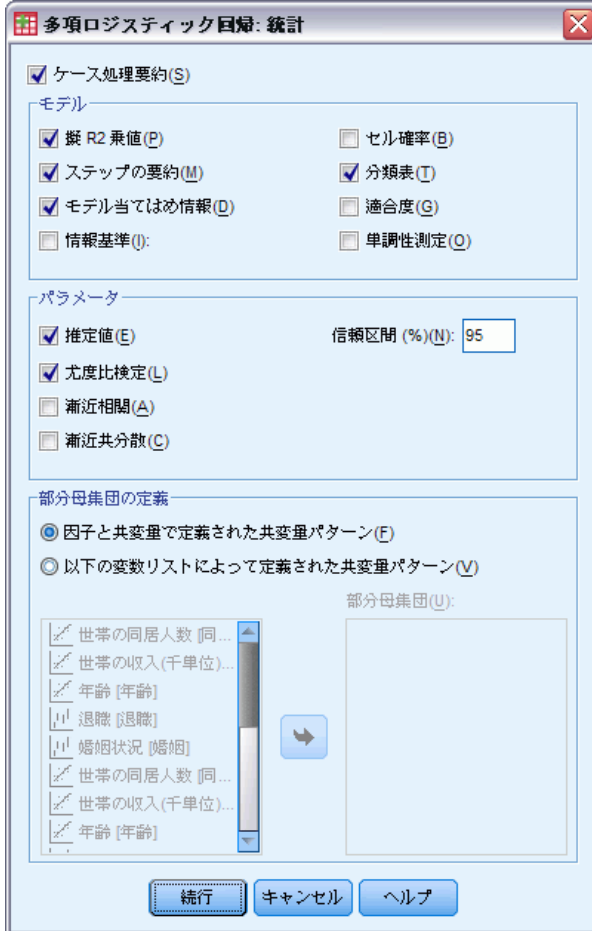 多項ロジスティック回帰: 統計
ケース処理要約(S)
モデル
擬 R2 乗値(P)
セル確率(B)
ステップの要約(M)
分類表(T)
モデル当てはめ情報(D)
適合度(G)
情報基準(I):
単調性測定(O)
パラメータ
推定値(E)
信頼区間 (%)(N): 95
尤度比検定(L)
漸近相関(A)
漸近共分散(C)
部分母集団の定義
因子と共変量で定義された共変量パターン(F)
以下の変数リストによって定義された共変量パターン(V)
部分母集団(U):
世帯の同居人数 [同...
世帯の収入(千単位)...
年齢 [年齢]
退職 [退職]
婚姻状況 [婚姻]
世帯の同居人数 [同...
世帯の収入(千単位)...
年齢 [年齢]
続行 キャンセル ヘルプ